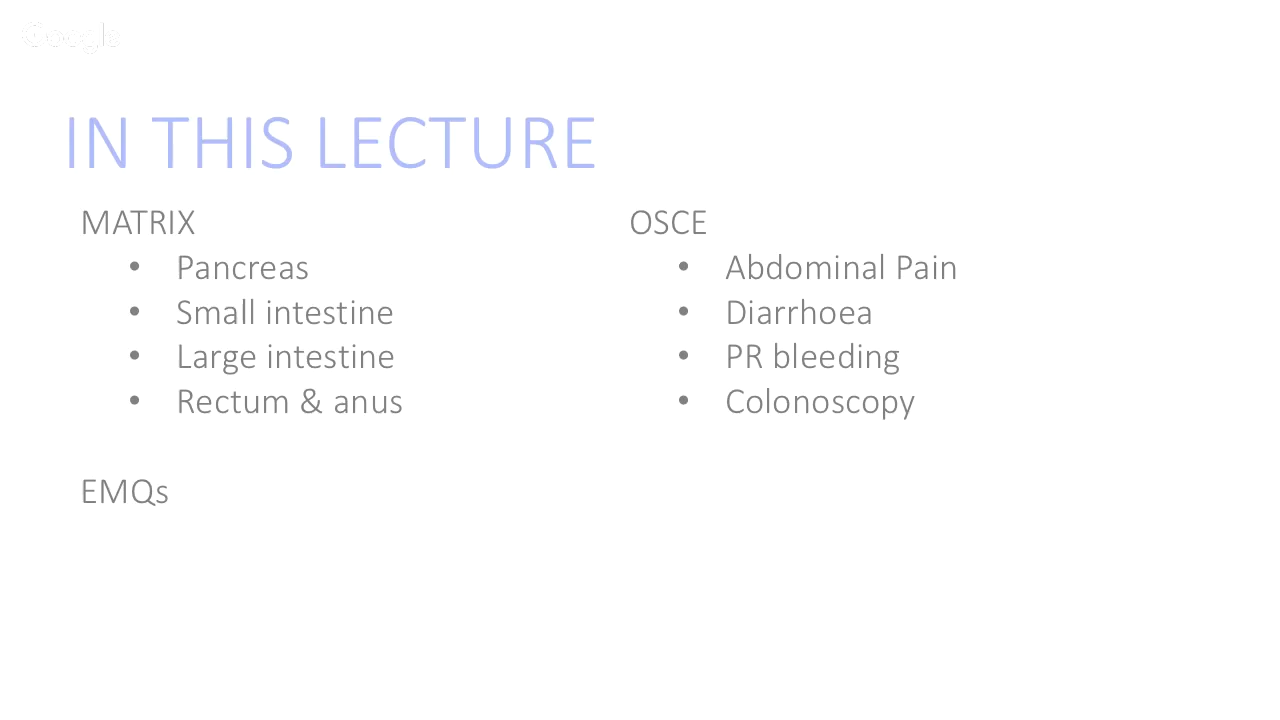 Google
IN THIS LECTURE
MATRIX
• Pancreas
• Small intestine
• Large intestine
• Rectum & anus
EMQs
OSCE
• Abdominal Pain
• Diarrhoea
• PR bleeding
• Colonoscopy